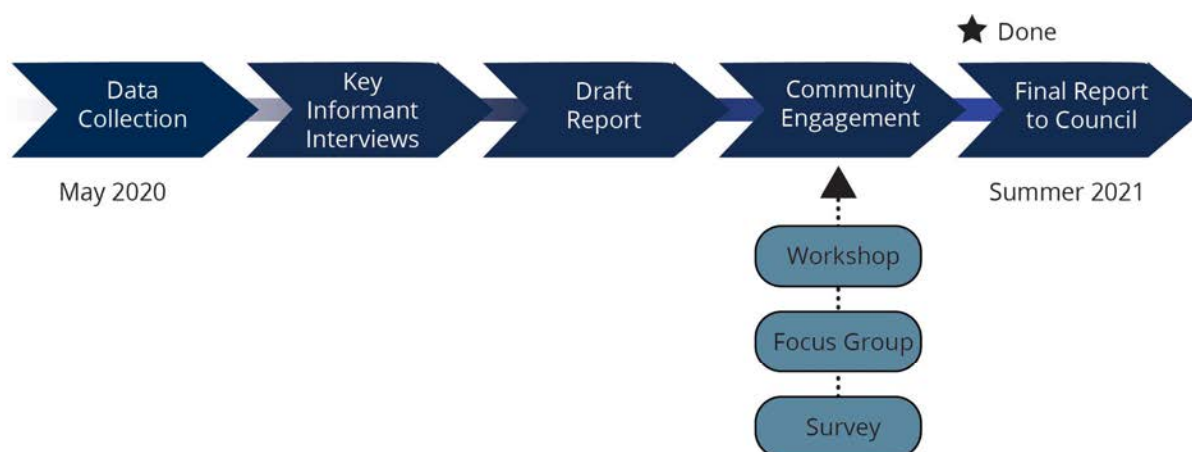 Done
Data
Collection
Key
Informant
Interviews
Draft
Report
Community
Engagement
Final Report
to Council
May 2020
Summer 2021
Workshop
Focus Group
Survey